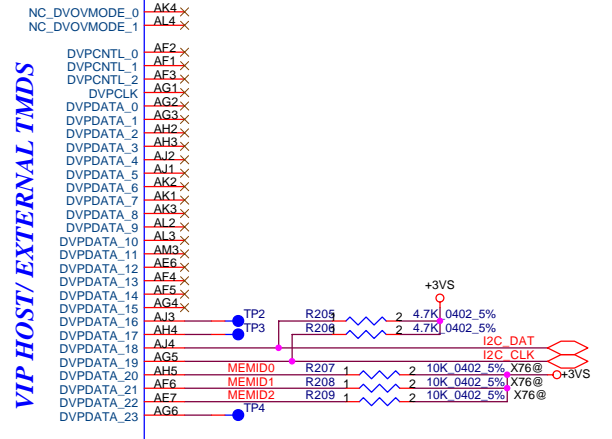 NC_DVOVMODE_0 AK4
NC_DVOVMODE_1 AL4
DVPCNTL_0 AF2
DVPCNTL_1 AF1
DVPCNTL_2 AF3
DVPCLK AG1
DVPDATA_0 AG2
DVPDATA_1 AG3
DVPDATA_2 AH2
DVPDATA_3 AH3
DVPDATA_4 AJ2
DVPDATA_5 AJ1
DVPDATA_6 AK2
DVPDATA_7 AK1
DVPDATA_8 AK3
DVPDATA_9 AL2
DVPDATA_10 AL3
DVPDATA_11 AM3
DVPDATA_12 AE6
DVPDATA_13 AF4
DVPDATA_14 AF5
DVPDATA_15 AG4
DVPDATA_16 AJ3 TP2 R205 1 2 4.7K_0402_5% +3VS
DVPDATA_17 AH4 TP3 R206 1 2 4.7K_0402_5%
DVPDATA_18 AJ4 I2C_DAT
DVPDATA_19 AG5 I2C_CLK
DVPDATA_20 AH5 MEMID0 R207 1 2 10K_0402_5% X76@ +3VS
DVPDATA_21 AF6 MEMID1 R208 1 2 10K_0402_5% X76@
DVPDATA_22 AE7 MEMID2 R209 1 2 10K_0402_5% X76@
DVPDATA_23 AG6 TP4
VIP HOST/ EXTERNAL TMDS